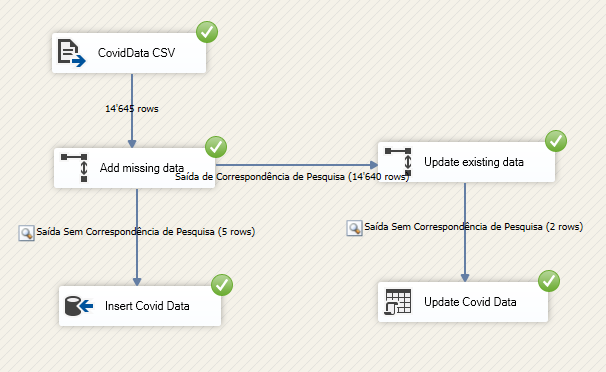 CovidData CSV
14'645 rows
Add missing data
Update existing data
Saída de Correspondência de Pesquisa (14'640 rows)
Saída Sem Correspondência de Pesquisa (5 rows)
Saída Sem Correspondência de Pesquisa (2 rows)
Insert Covid Data
Update Covid Data